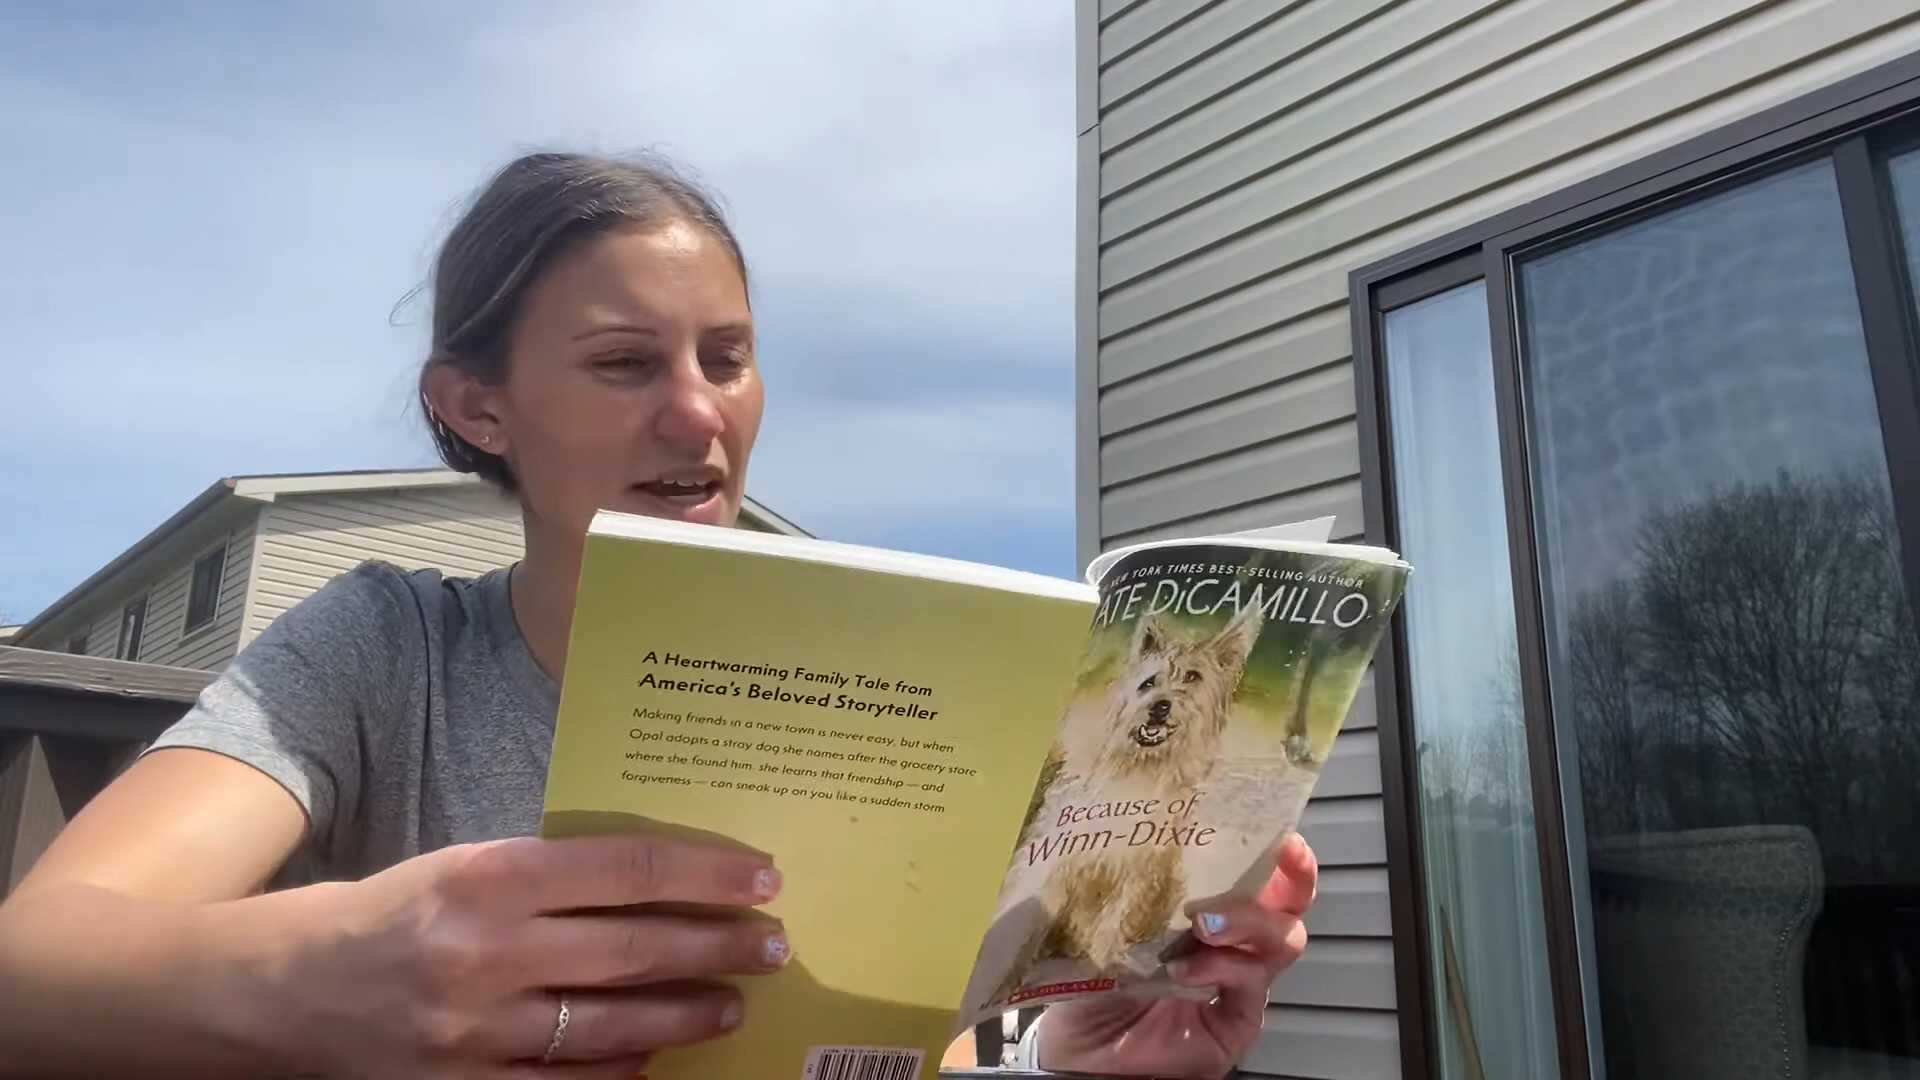 A Heartwarming Family Tale from
America's Beloved Storyteller
Making friends in a new town is never easy, but when
Opal adopts a stray dog she names after the grocery store
where she found him, she learns that friendship — and
forgiveness — can sneak up on you like a sudden storm
NEW YORK TIMES BEST-SELLING AUTHOR
ATE DiCAMILLO
Because of
Winn-Dixie
SCHOLASTIC